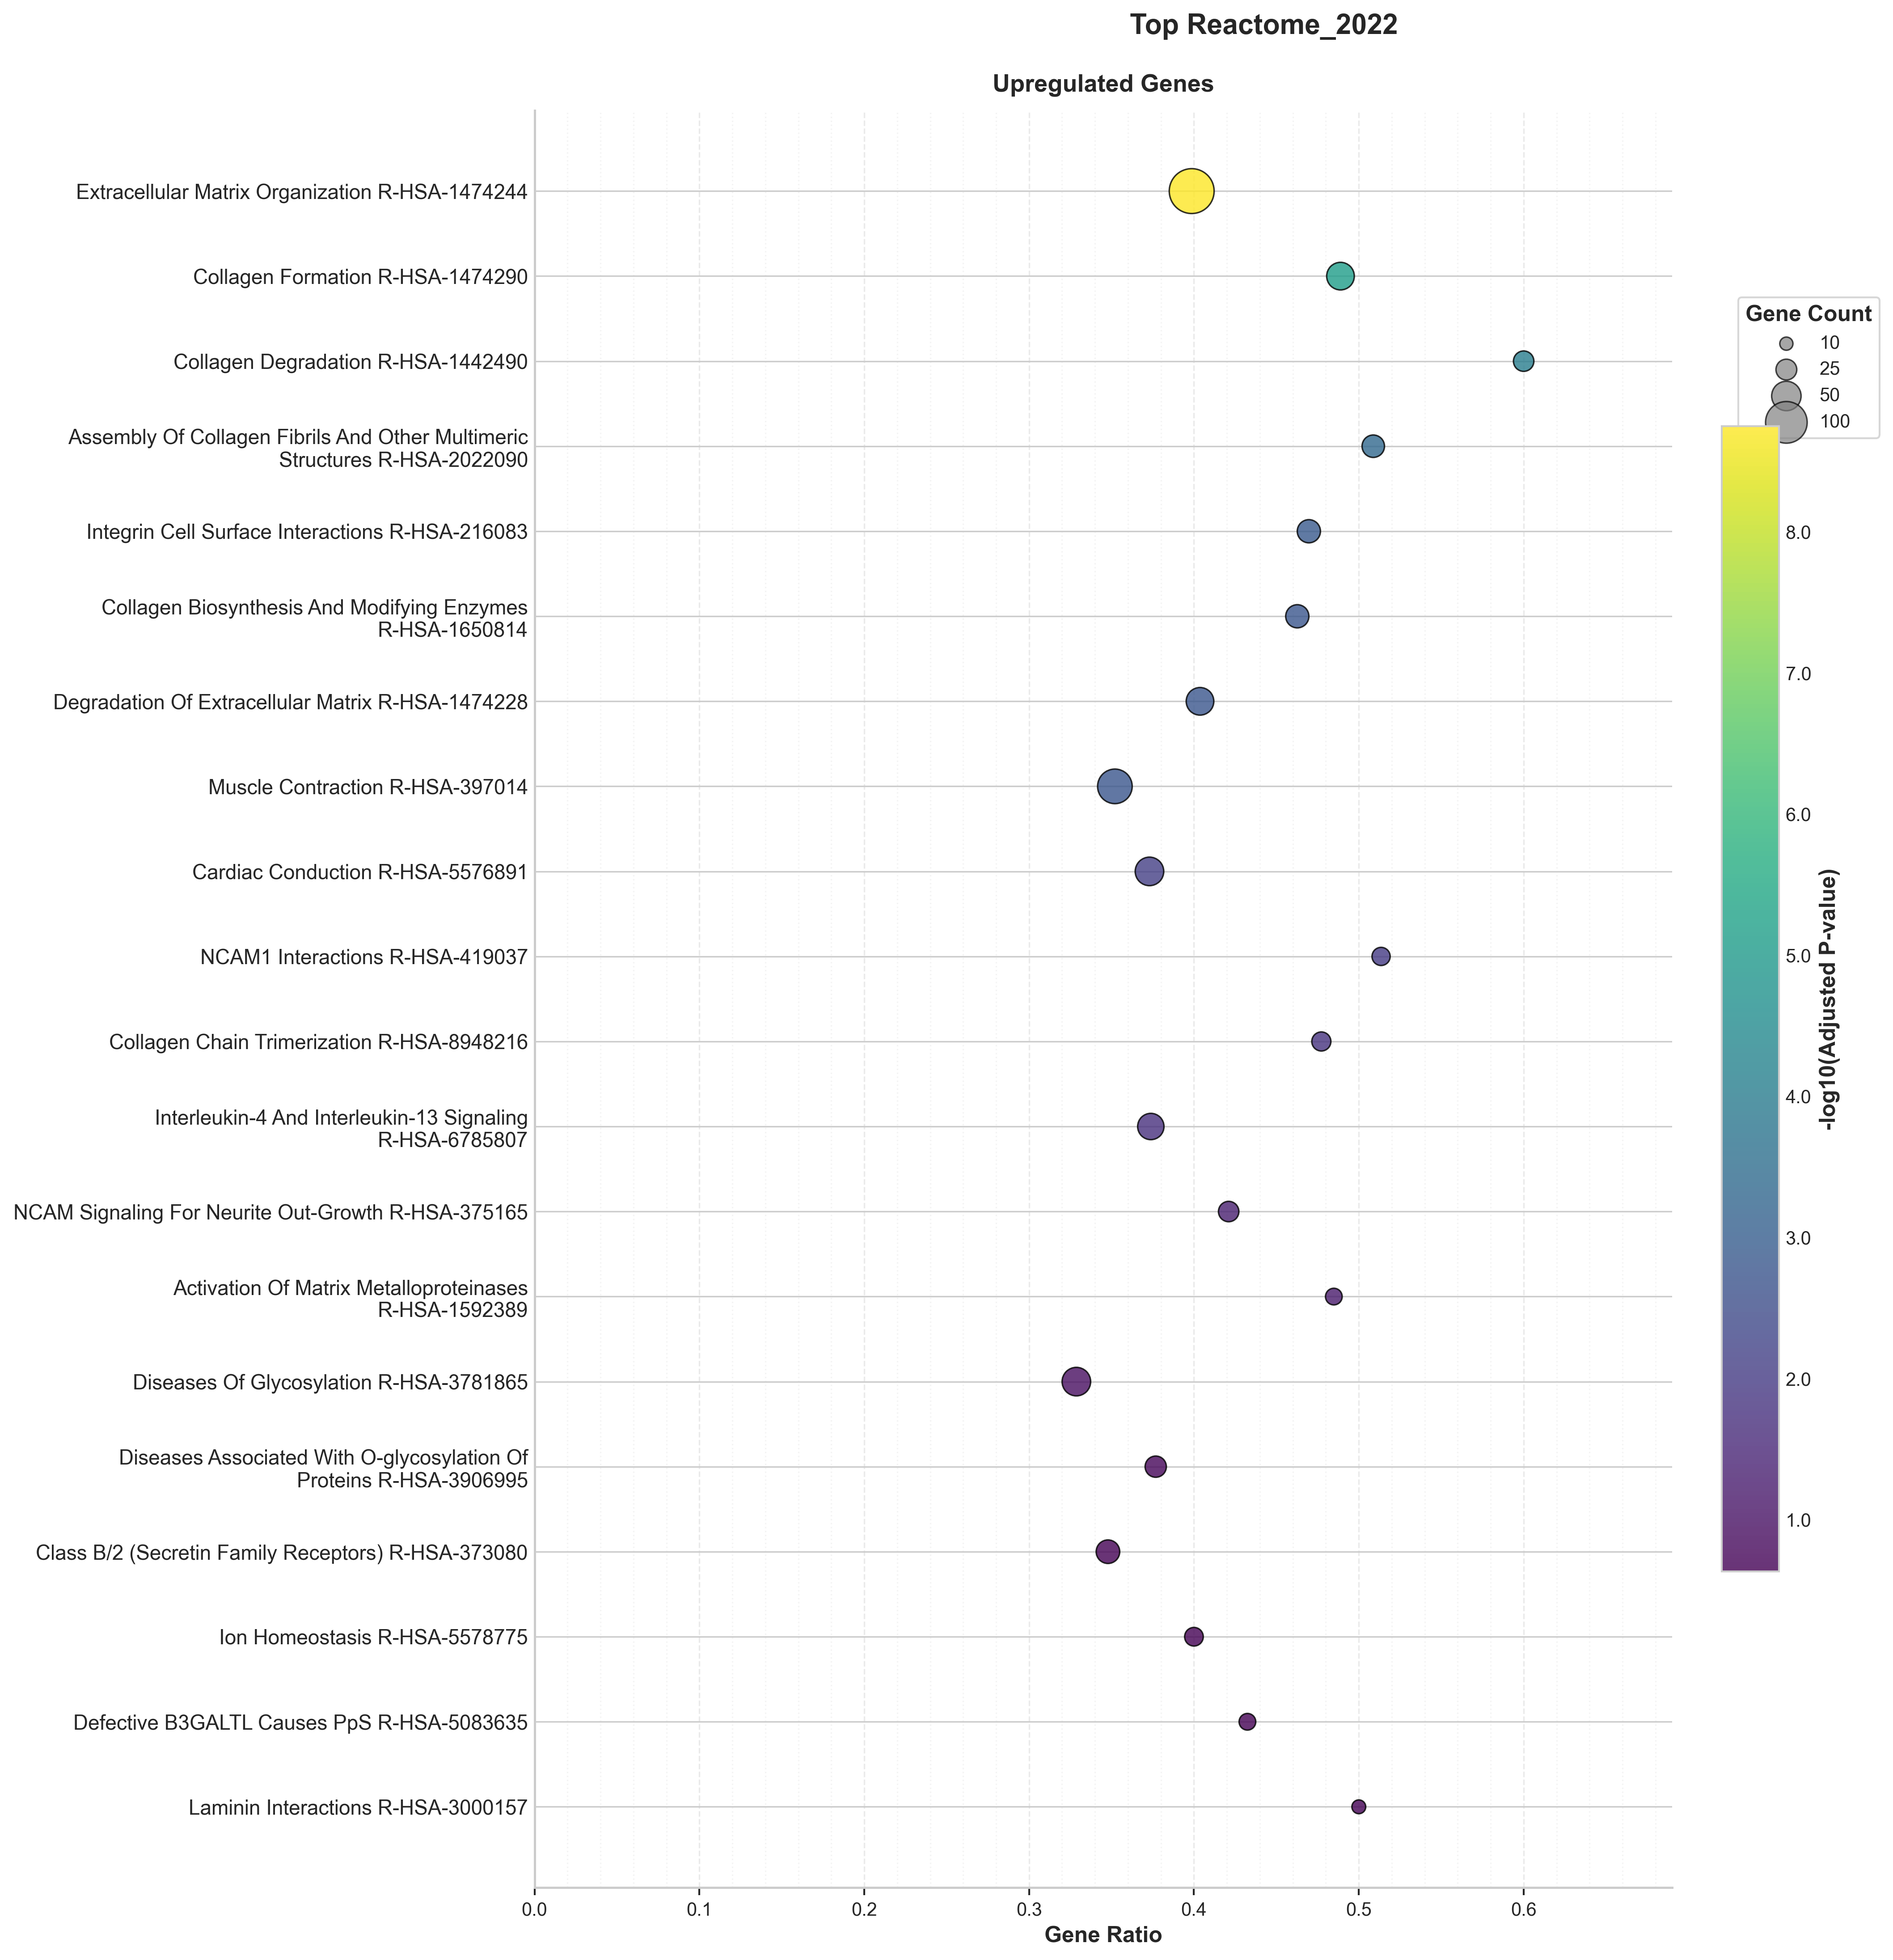 Top Reactome_2022
Upregulated Genes
Extracellular Matrix Organization R-HSA-1474244
Collagen Formation R-HSA-1474290
Collagen Degradation R-HSA-1442490
Assembly Of Collagen Fibrils And Other Multimeric
Structures R-HSA-2022090
Integrin Cell Surface Interactions R-HSA-216083
Collagen Biosynthesis And Modifying Enzymes
R-HSA-1650814
Degradation Of Extracellular Matrix R-HSA-1474228
Muscle Contraction R-HSA-397014
Cardiac Conduction R-HSA-5576891
NCAM1 Interactions R-HSA-419037
Collagen Chain Trimerization R-HSA-8948216
Interleukin-4 And Interleukin-13 Signaling
R-HSA-6785807
NCAM Signaling For Neurite Out-Growth R-HSA-375165
Activation Of Matrix Metalloproteinases
R-HSA-1592389
Diseases Of Glycosylation R-HSA-3781865
Diseases Associated With O-glycosylation Of
Proteins R-HSA-3906995
Class B/2 (Secretin Family Receptors) R-HSA-373080
Ion Homeostasis R-HSA-5578775
Defective B3GALTL Causes PpS R-HSA-5083635
Laminin Interactions R-HSA-3000157
0.0 0.1 0.2 0.3 0.4 0.5 0.6
Gene Ratio
Gene Count
10
25
50
100
8.0
7.0
6.0
5.0
4.0
3.0
2.0
1.0
-log10(Adjusted P-value)